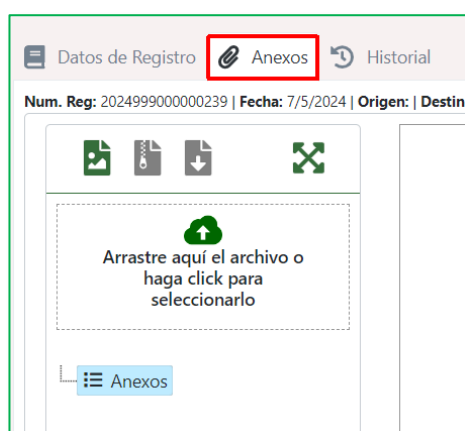 Datos de Registro Anexos Historial
Num. Reg: 2024999000000239 | Fecha: 7/5/2024 | Origen: | Destin
Arrastre aquí el archivo o
haga click para
seleccionarlo
Anexos